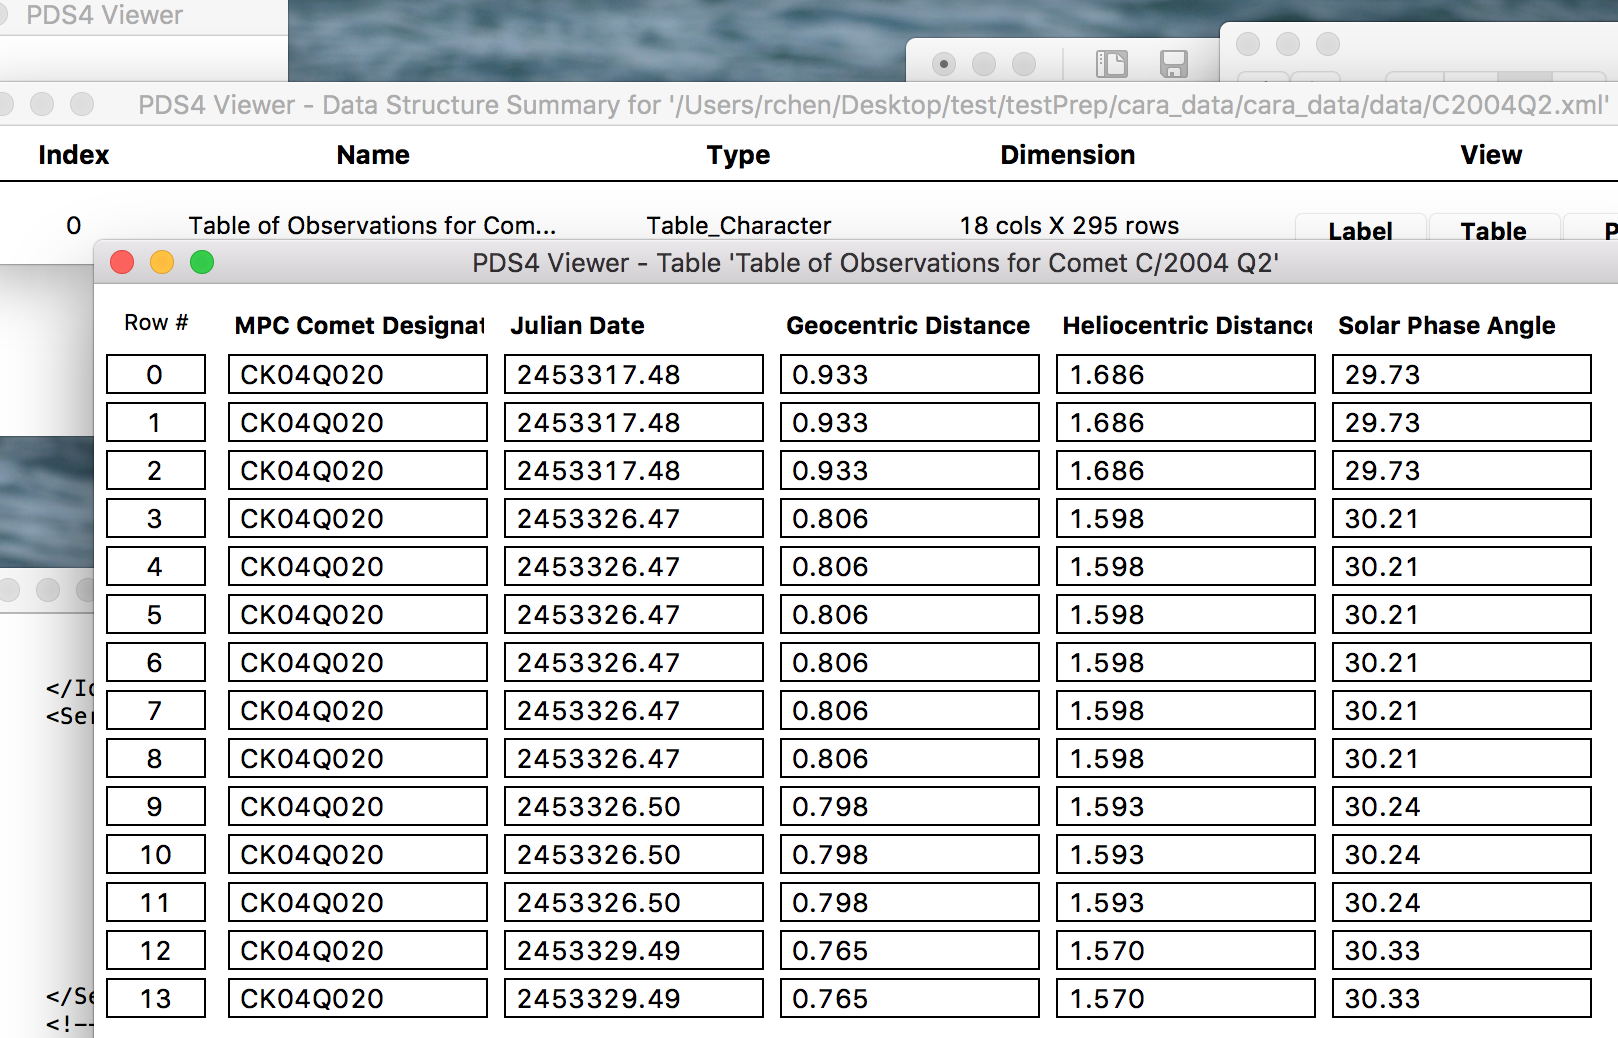 PDS4 Viewer
PDS4 Viewer - Data Structure Summary for '/Users/rchen/Desktop/test/testPrep/cara_data/cara_data/data/C2004Q2.xml'
Index Name Type Dimension View
0 Table of Observations for Com... Table_Character 18 cols X 295 rows Label Table P
PDS4 Viewer - Table 'Table of Observations for Comet C/2004 Q2'
Row # MPC Comet Designat Julian Date Geocentric Distance Heliocentric Distance Solar Phase Angle
0 CK04Q020 2453317.48 0.933 1.686 29.73
1 CK04Q020 2453317.48 0.933 1.686 29.73
2 CK04Q020 2453317.48 0.933 1.686 29.73
3 CK04Q020 2453326.47 0.806 1.598 30.21
4 CK04Q020 2453326.47 0.806 1.598 30.21
5 CK04Q020 2453326.47 0.806 1.598 30.21
6 CK04Q020 2453326.47 0.806 1.598 30.21
7 CK04Q020 2453326.47 0.806 1.598 30.21
8 CK04Q020 2453326.47 0.806 1.598 30.21
9 CK04Q020 2453326.50 0.798 1.593 30.24
10 CK04Q020 2453326.50 0.798 1.593 30.24
11 CK04Q020 2453326.50 0.798 1.593 30.24
12 CK04Q020 2453329.49 0.765 1.570 30.33
13 CK04Q020 2453329.49 0.765 1.570 30.33
</Id
<Ser
</Se
<!--